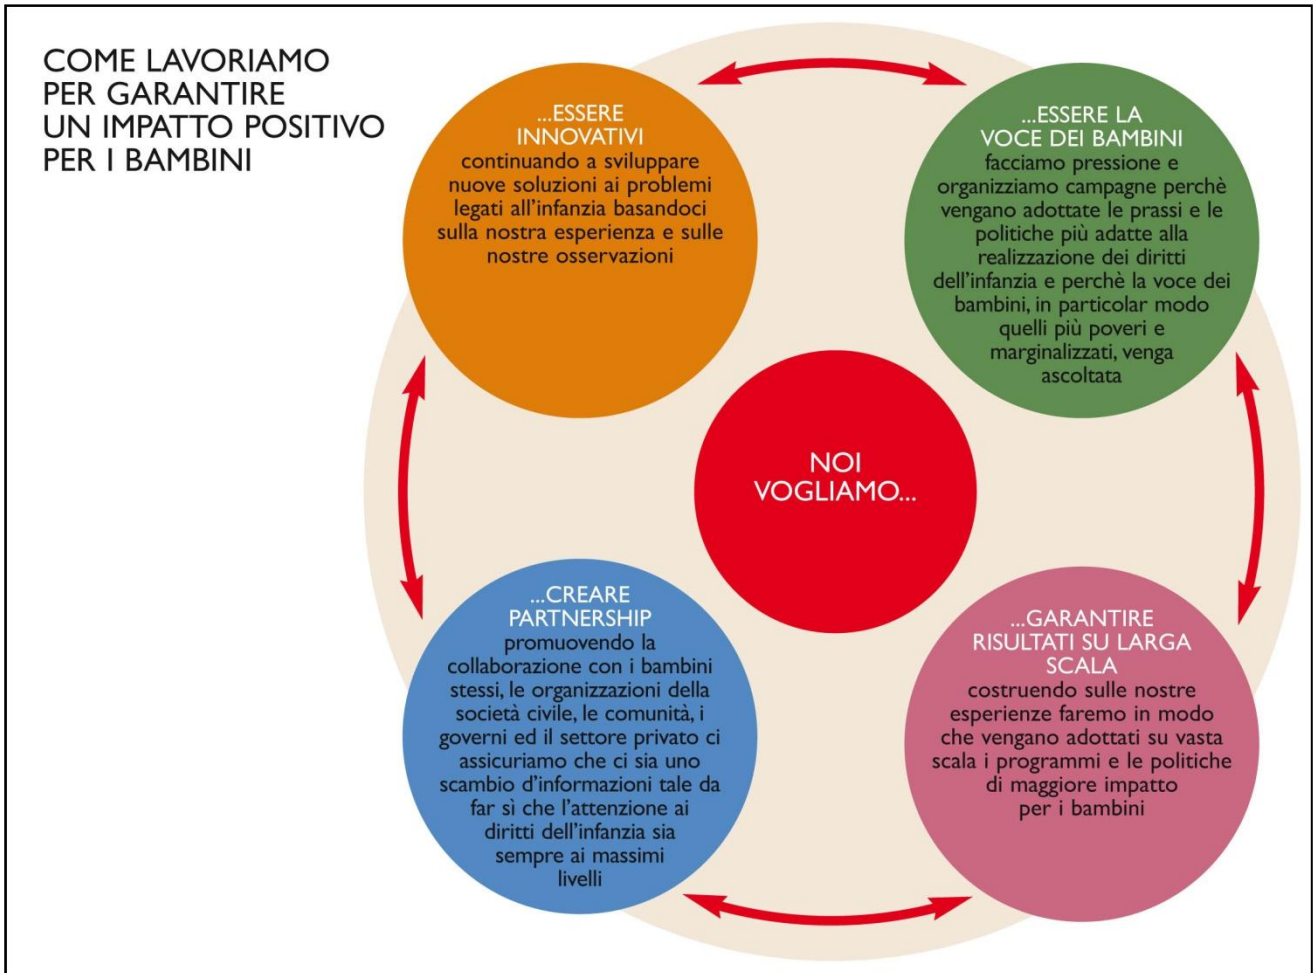 COME LAVORIAMO
PER GARANTIRE
UN IMPATTO POSITIVO
PER I BAMBINI
...ESSERE
INNOVATIVI
continuando a sviluppare
nuove soluzioni ai problemi
legati all'infanzia basandoci
sulla nostra esperienza e sulle
nostre osservazioni
...ESSERE LA
VOCE DEI BAMBINI
facciamo pressione e
organizziamo campagne perchè
vengano adottate le prassi e le
politiche più adatte alla
realizzazione dei diritti
dell'infanzia e perchè la voce dei
bambini, in particolar modo
quelli più poveri e
marginalizzati, venga
ascoltata
NOI
VOGLIAMO...
...CREARE
PARTNERSHIP
promuovendo la
collaborazione con i bambini
stessi, le organizzazioni della
società civile, le comunità, i
governi ed il settore privato ci
assicuriamo che ci sia uno
scambio d'informazioni tale da
far sì che l'attenzione ai
diritti dell'infanzia sia
sempre ai massimi
livelli
...GARANTIRE
RISULTATI SU LARGA
SCALA
costruendo sulle nostre
esperienze faremo in modo
che vengano adottati su vasta
scala i programmi e le politiche
di maggiore impatto
per i bambini